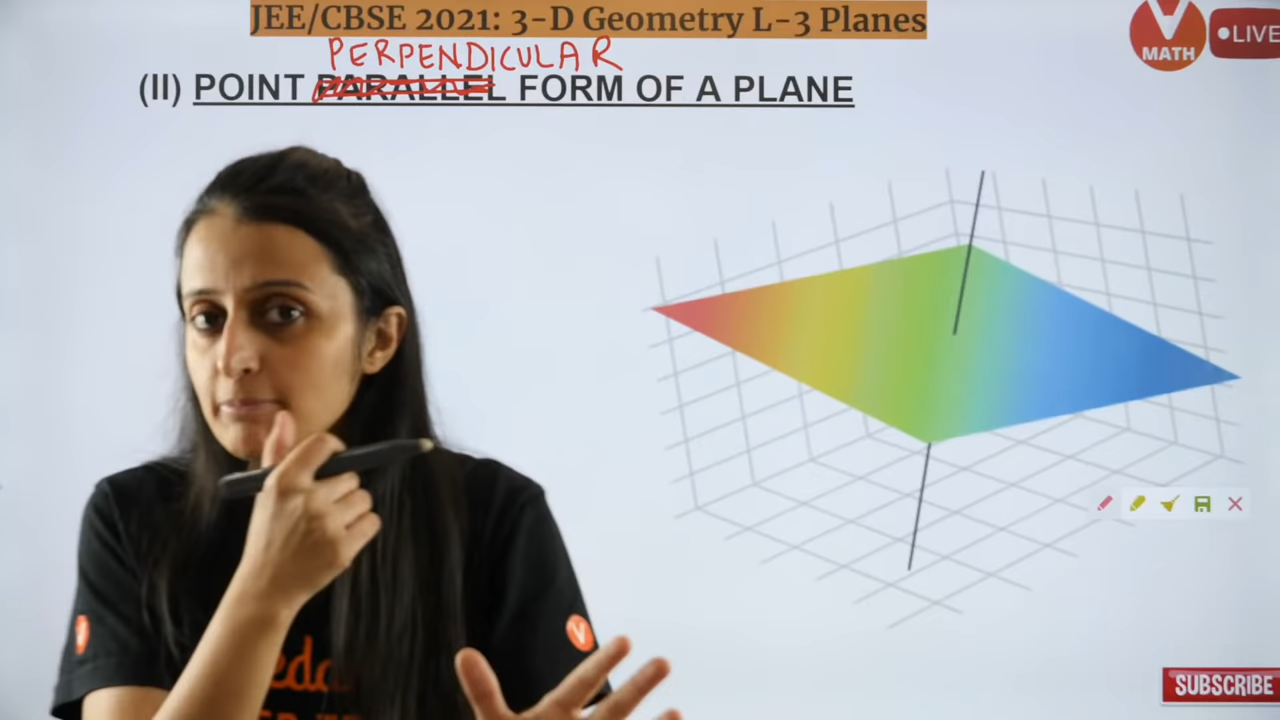 JEE/CBSE 2021: 3-D Geometry L-3 Planes
V
MATH
•LIVE
PERPENDICULAR
(II) POINT PARALLEL FORM OF A PLANE
V
V
SUBSCRIBE